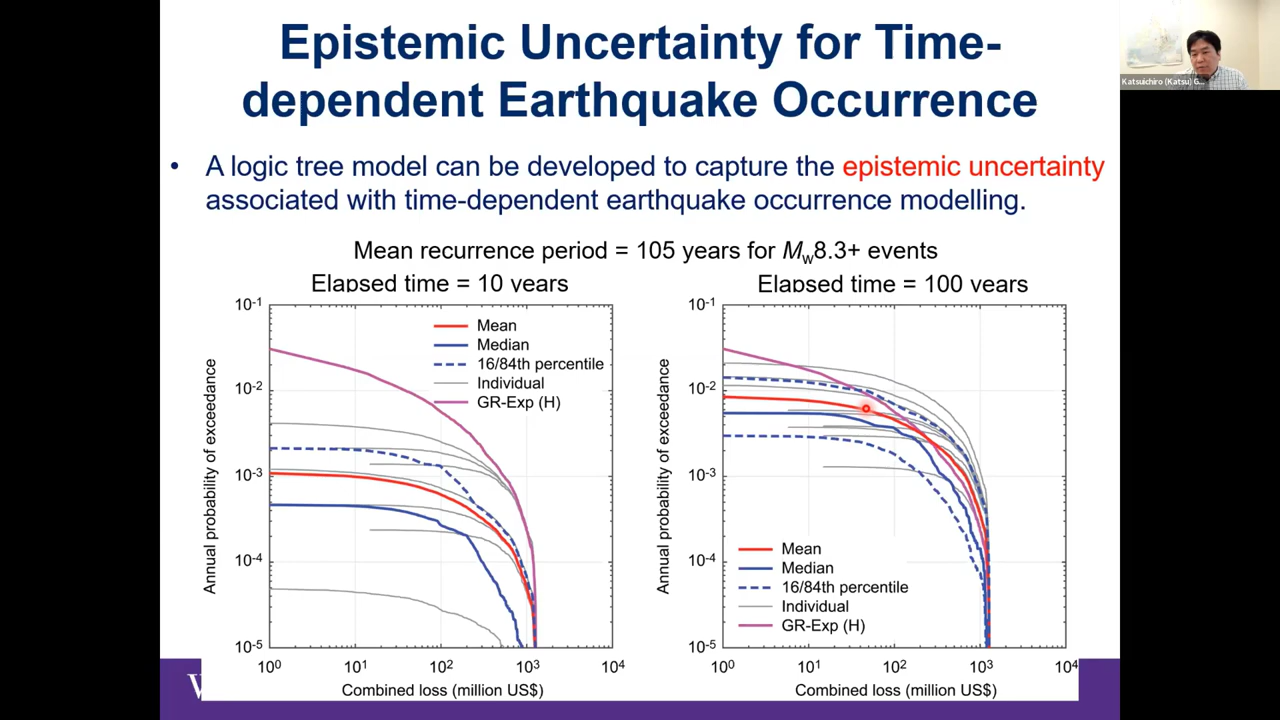 Epistemic Uncertainty for Time-
dependent Earthquake Occurrence
Katsuichiro (Katsu) G...
• A logic tree model can be developed to capture the epistemic uncertainty
associated with time-dependent earthquake occurrence modelling.
Mean recurrence period = 105 years for Mw8.3+ events
Elapsed time = 10 years
10-1
10-2
10-3
10-4
10-5
Annual probability of exceedance
Mean
Median
16/84th percentile
Individual
GR-Exp (H)
100 101 102 103 104
Combined loss (million US$)
Elapsed time = 100 years
10-1
10-2
10-3
10-4
10-5
Annual probability of exceedance
Mean
Median
16/84th percentile
Individual
GR-Exp (H)
100 101 102 103 104
Combined loss (million US$)